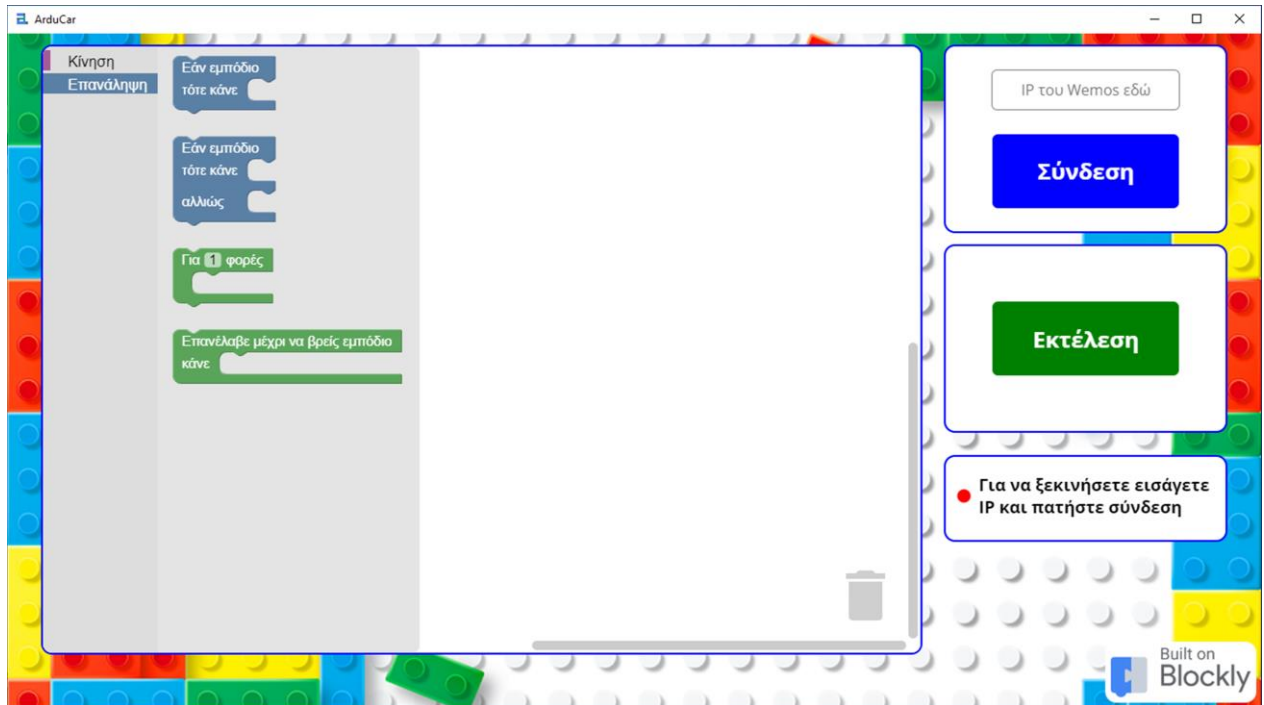 ArduCar
Κίνηση
Επανάληψη
Εάν εμπόδιο
τότε κάνε
Εάν εμπόδιο
τότε κάνε
αλλιώς
Για 1 φορές
Επανέλαβε μέχρι να βρείς εμπόδιο
κάνε
IP του Wemos εδώ
Σύνδεση
Εκτέλεση
Για να ξεκινήσετε εισάγετε
IP και πατήστε σύνδεση
Built on
Blockly